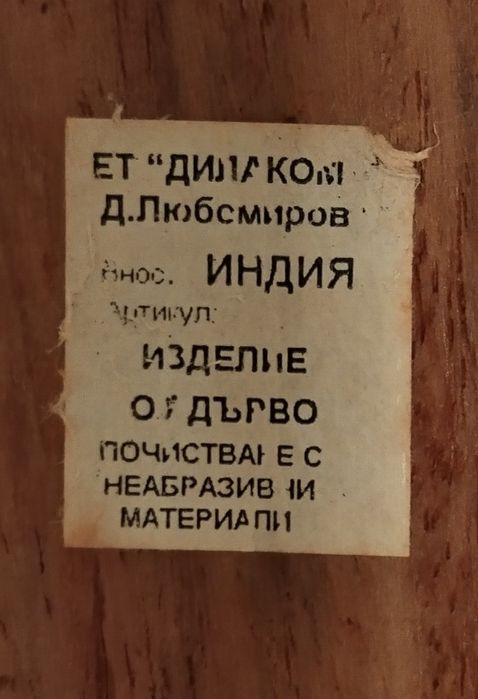 ЕТ "ДИЛАКОМ
Д.Любомиров
Внос. ИНДИЯ
Артикул:
ИЗДЕЛИЕ
ОТ ДЪРВО
ПОЧИСТВАНЕ С
НЕАБРАЗИВНИ
МАТЕРИАЛИ